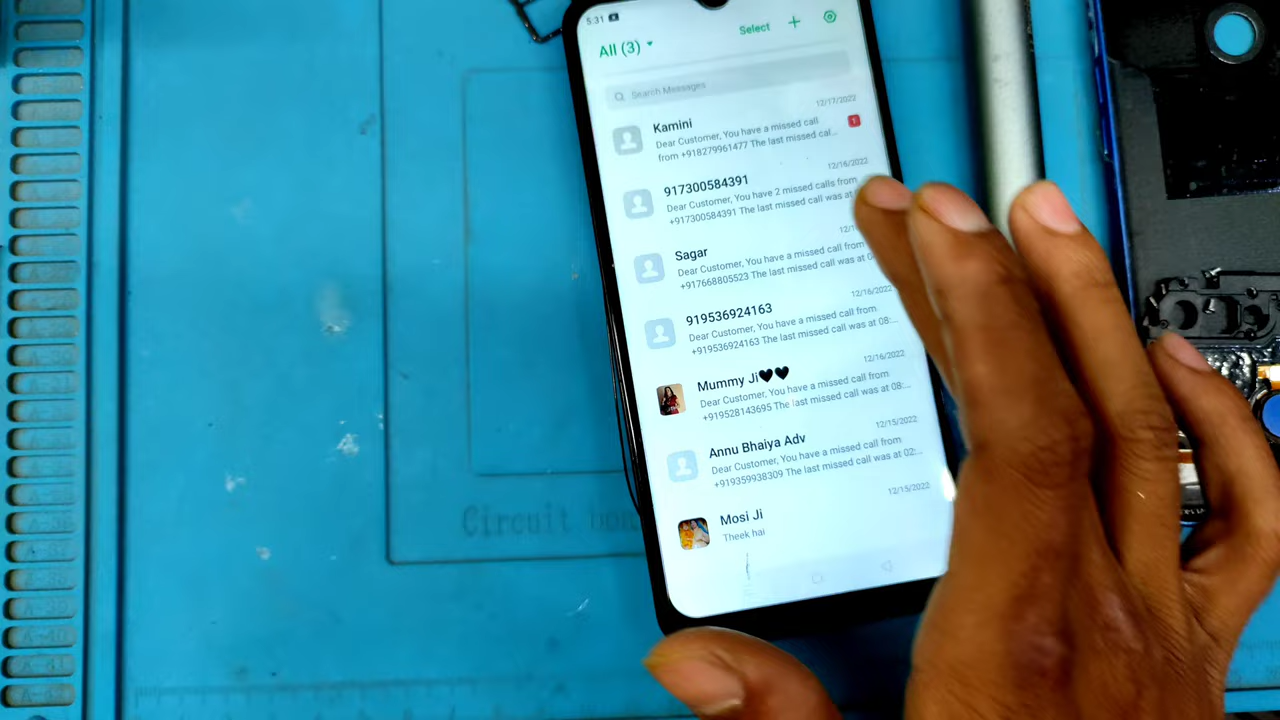 5:31
Select
All (3)
Search Messages
12/17/2022
Kamini
Dear Customer, You have a missed call
from +918279961477 The last missed cal...
1
12/16/2022
917300584391
Dear Customer, You have 2 missed calls from
+917300584391 The last missed call was at
Sagar
Dear Customer, You have a missed call from
+917668805523 The last missed call was at
12/16/2022
919536924163
Dear Customer, You have a missed call from
+919536924163 The last missed call was at 08:...
12/16/2022
Mummy Ji🖤🖤
Dear Customer, You have a missed call from
+919528143695 The last missed call was at 08:...
12/15/2022
Annu Bhaiya Adv
Dear Customer, You have a missed call from
+919359938309 The last missed call was at 02:...
12/15/2022
Mosi Ji
Theek hai
Circuit
A-38
A-39
A-40
A-41